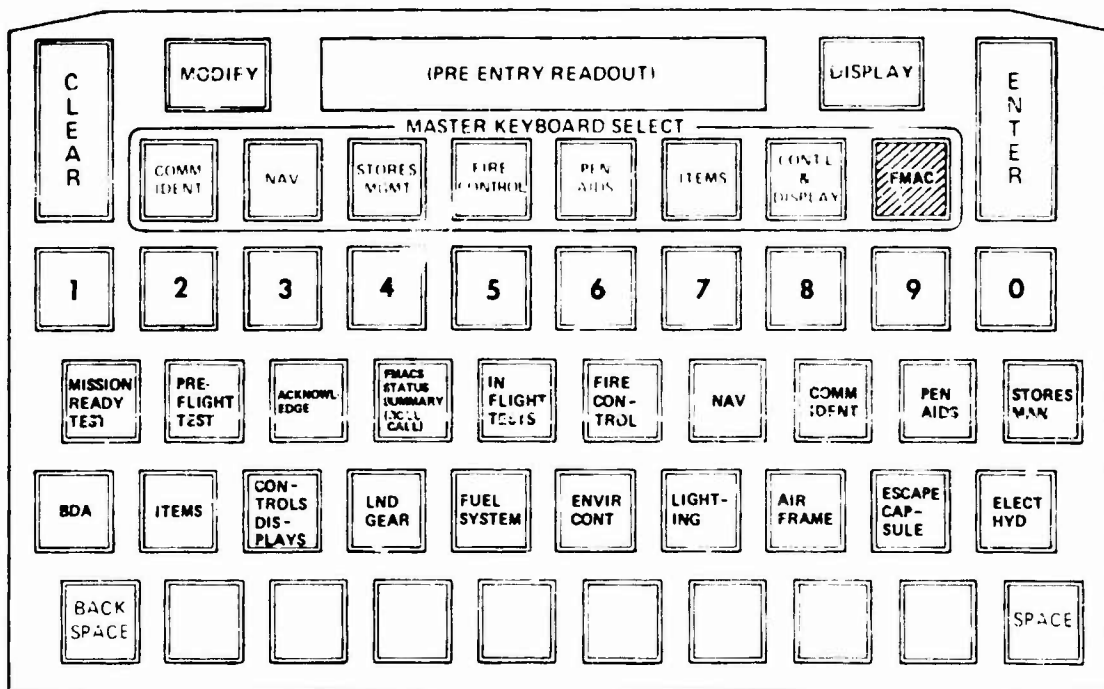 C
L
E
A
R
MODIFY
(PRE ENTRY READOUT)
DISPLAY
E
N
T
E
R
MASTER KEYBOARD SELECT
COMM
IDENT
NAV
STORES
MGMT
FIRE
CONTROL
PEN
AIDS
ITEMS
CONT'L
&
DISPLAY
FMAC
1
2
3
4
5
6
7
8
9
0
MISSION
READY
TEST
PRE-
FLIGHT
TEST
ACKNOWL-
EDGE
FMACS
STATUS
SUMMARY
(ROLL
CALL)
IN
FLIGHT
TESTS
FIRE
CON-
TROL
NAV
COMM
IDENT
PEN
AIDS
STORES
MAN
BDA
ITEMS
CON-
TROLS
DIS-
PLAYS
LND
GEAR
FUEL
SYSTEM
ENVIR
CONT
LIGHT-
ING
AIR
FRAME
ESCAPE
CAP-
SULE
ELECT
HYD
BACK
SPACE
SPACE